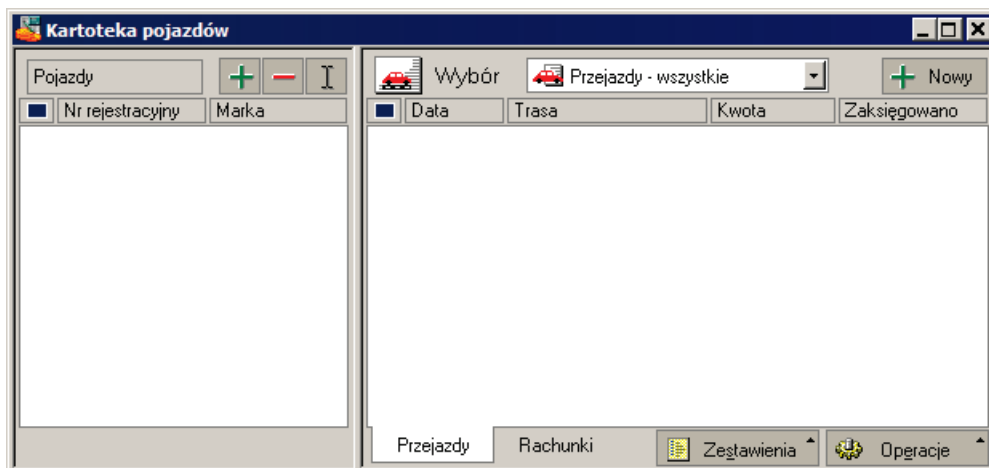 Kartoteka pojazdów
Pojazdy
Nr rejestracyjny Marka
Wybór Przejazdy - wszystkie Nowy
Data Trasa Kwota Zaksięgowano
Przejazdy Rachunki Zestawienia Operacje